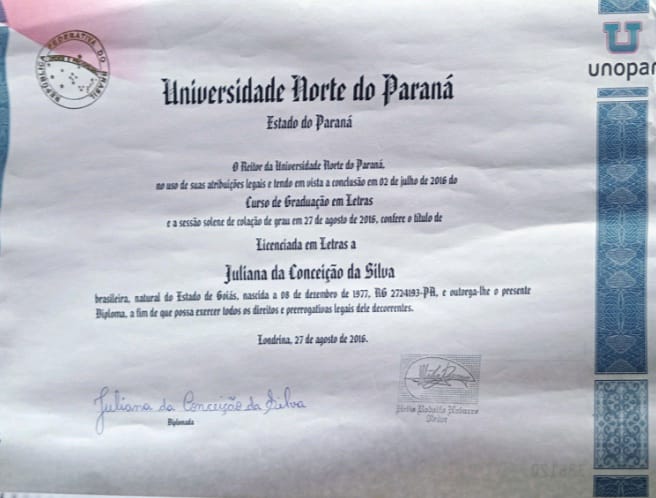 REPÚBLICA FEDERATIVA DO BRASIL
unopar
Universidade Norte do Paraná
Estado do Paraná
O Reitor da Universidade Norte do Paraná,
no uso de suas atribuições legais e tendo em vista a conclusão em 02 de julho de 2016 do
Curso de Graduação em Letras
e a sessão solene de colação de grau em 27 de agosto de 2016, confere o título de
Licenciada em Letras a
Juliana da Conceição da Silva
brasileira, natural do Estado de Goiás, nascida a 08 de dezembro de 1977, RG 2724193-PR, e outorga-lhe o presente
Diploma, a fim de que possa exercer todos os direitos e prerrogativas legais dele decorrentes.
Londrina, 27 de agosto de 2016.
Juliana da Conceição da Silva
Diplomada
Reitor